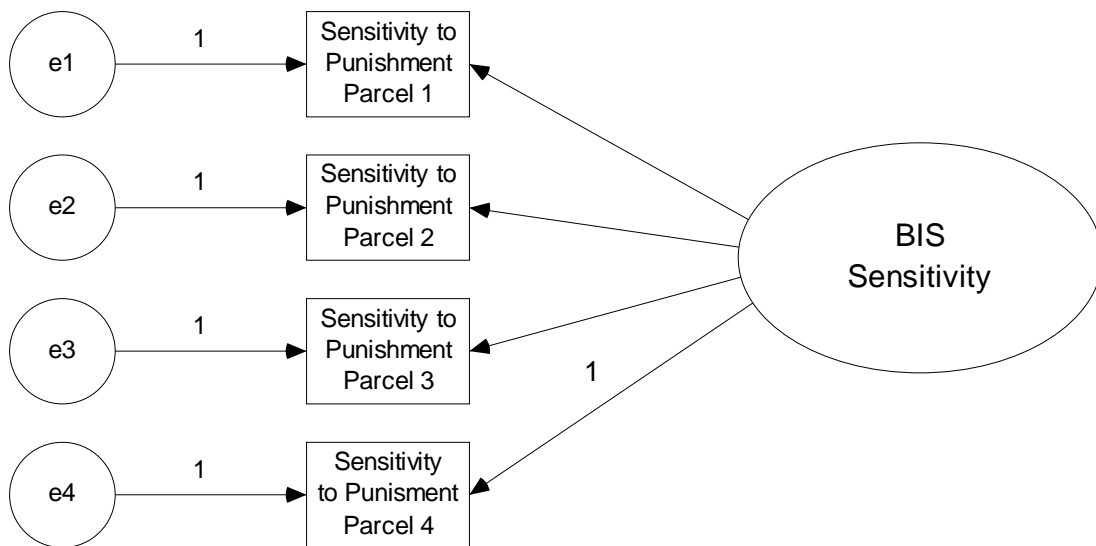 e1
1
Sensitivity to
Punishment
Parcel 1
e2
1
Sensitivity to
Punishment
Parcel 2
BIS
Sensitivity
e3
1
Sensitivity to
Punishment
Parcel 3
1
e4
1
Sensitivity
to Punisment
Parcel 4